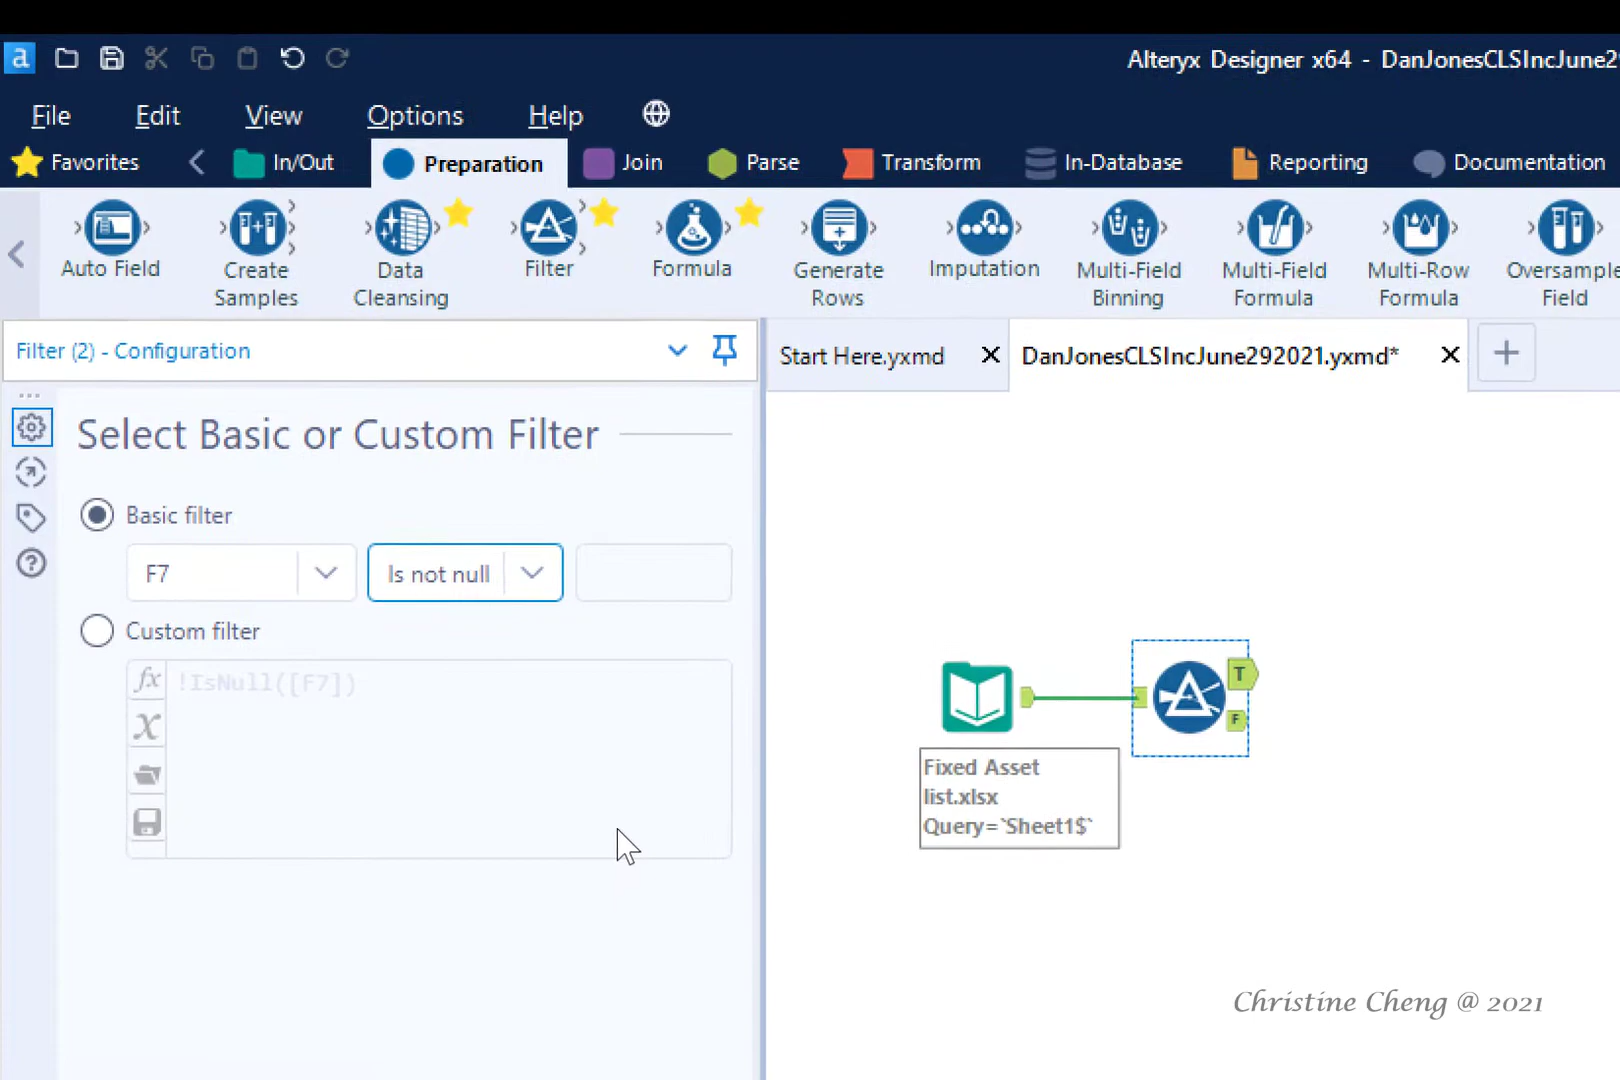 a
Alteryx Designer x64 - DanJonesCLSIncJune29
File Edit View Options Help
Favorites In/Out Preparation Join Parse Transform In-Database Reporting Documentation
Auto Field
Create
Samples
Data
Cleansing
Filter
Formula
Generate
Rows
Imputation
Multi-Field
Binning
Multi-Field
Formula
Multi-Row
Formula
Oversample
Field
Filter (2) - Configuration
Start Here.yxmd
DanJonesCLSIncJune292021.yxmd*
Select Basic or Custom Filter
Basic filter
F7 Is not null
Custom filter
fx !IsNull([F7])
X
T
F
Fixed Asset
list.xlsx
Query=`Sheet1$`
Christine Cheng @ 2021